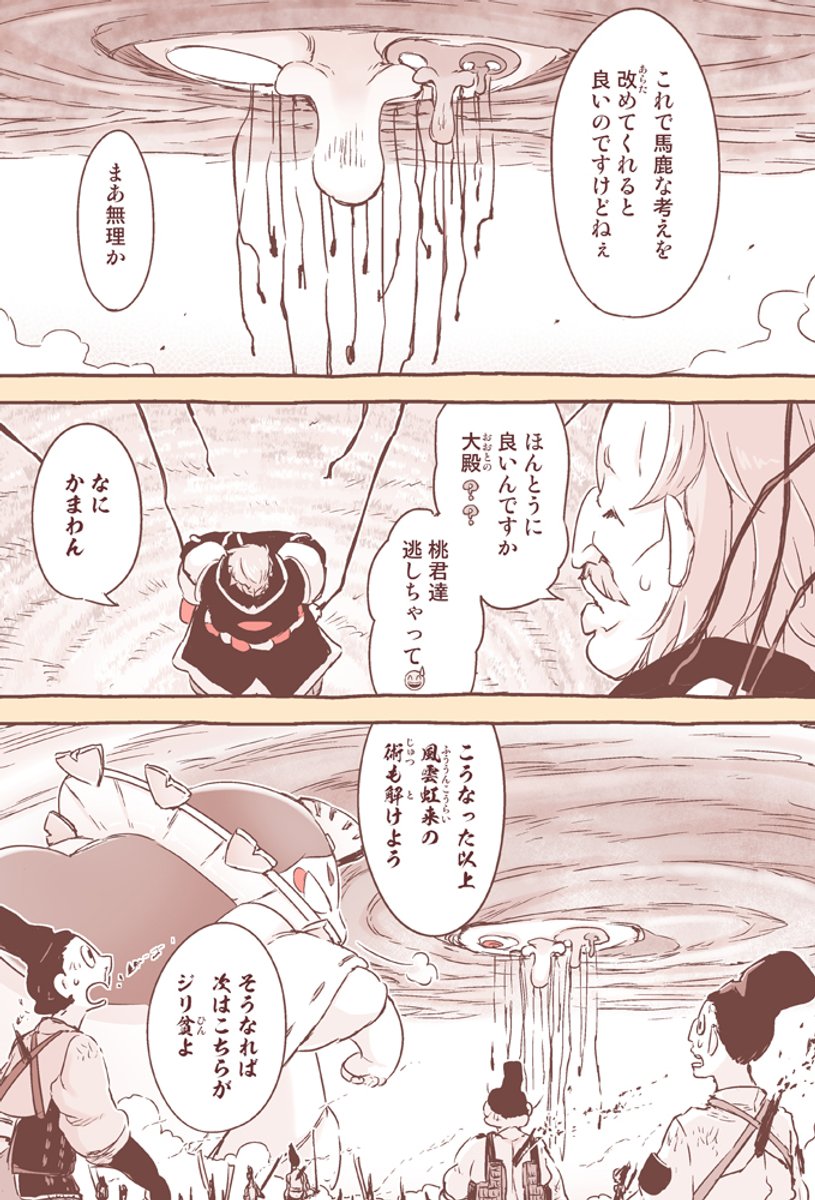 これで馬鹿な考えを
改めてくれると
良いのですけどねぇ
まあ無理か
ほんとうに
良いんですか
大殿
桃君達
逃しちゃって😅
なに
かまわん
こうなった以上
風雲虹来の
術も解けよう
そうなれば
次はこちらが
ジリ貧よ